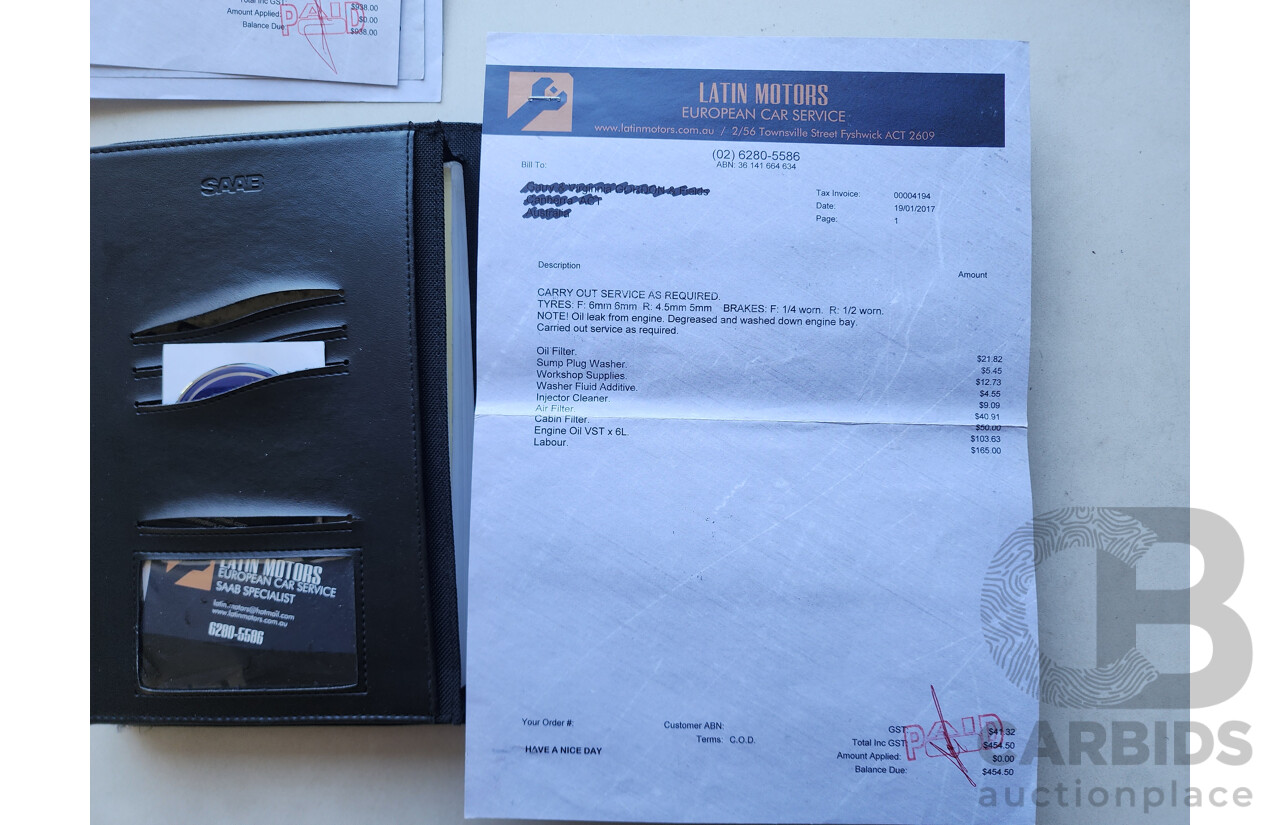 Total Inc GST:
$938.00
Amount Applied:
$0.00
Balance Due:
$938.00
PAID
SAAB
LATIN MOTORS
EUROPEAN CAR SERVICE
SAAB SPECIALIST
latin.motors@hotmail.com
www.latinmotors.com.au
6280-5586
LATIN MOTORS
EUROPEAN CAR SERVICE
www.latinmotors.com.au / 2/56 Townsville Street Fyshwick ACT 2609
(02) 6280-5586
ABN: 36 141 664 634
Bill To:
Tax Invoice: 00004194
Date: 19/01/2017
Page: 1
Description Amount
CARRY OUT SERVICE AS REQUIRED.
TYRES: F: 6mm 6mm R: 4.5mm 5mm BRAKES: F: 1/4 worn. R: 1/2 worn.
NOTE! Oil leak from engine. Degreased and washed down engine bay.
Carried out service as required.
Oil Filter. $21.82
Sump Plug Washer. $5.45
Workshop Supplies. $12.73
Washer Fluid Additive. $4.55
Injector Cleaner. $9.09
Air Filter. $40.91
Cabin Filter. $50.00
Engine Oil VST x 6L. $103.63
Labour. $165.00
Your Order #: Customer ABN: GST: $41.32
Terms: C.O.D. Total Inc GST: $454.50
HAVE A NICE DAY Amount Applied: $0.00
Balance Due: $454.50
PAID
CARBIDS
auctionplace